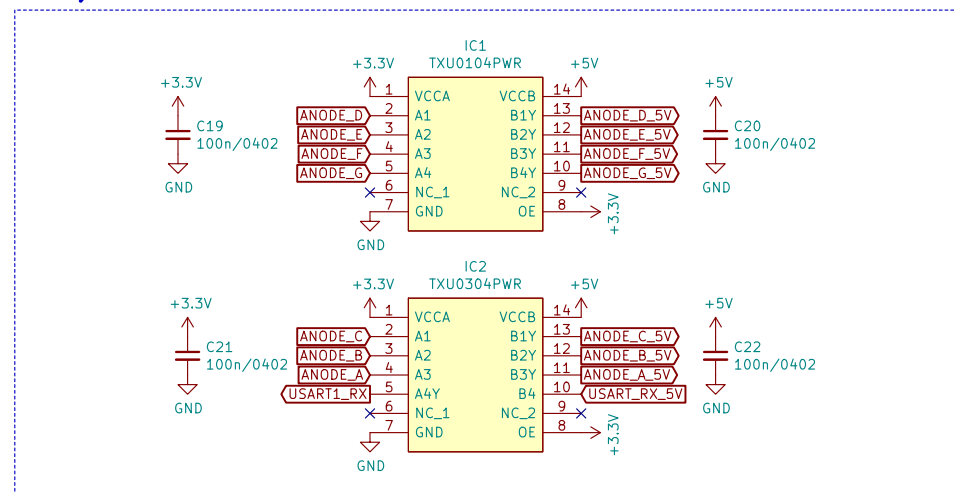 IC1
TXU0104PWR
+3.3V
+5V
+3.3V
+5V
1 VCCA VCCB 14
ANODE_D 2 A1 B1Y 13 ANODE_D_5V
ANODE_E 3 A2 B2Y 12 ANODE_E_5V
ANODE_F 4 A3 B3Y 11 ANODE_F_5V
ANODE_G 5 A4 B4Y 10 ANODE_G_5V
6 NC_1 NC_2 9
7 GND OE 8
C19
100n/0402
GND
C20
100n/0402
GND
GND
+3.3V
IC2
TXU0304PWR
+3.3V
+5V
+3.3V
+5V
1 VCCA VCCB 14
ANODE_C 2 A1 B1Y 13 ANODE_C_5V
ANODE_B 3 A2 B2Y 12 ANODE_B_5V
ANODE_A 4 A3 B3Y 11 ANODE_A_5V
USART1_RX 5 A4Y B4 10 USART_RX_5V
6 NC_1 NC_2 9
7 GND OE 8
C21
100n/0402
GND
C22
100n/0402
GND
GND
+3.3V